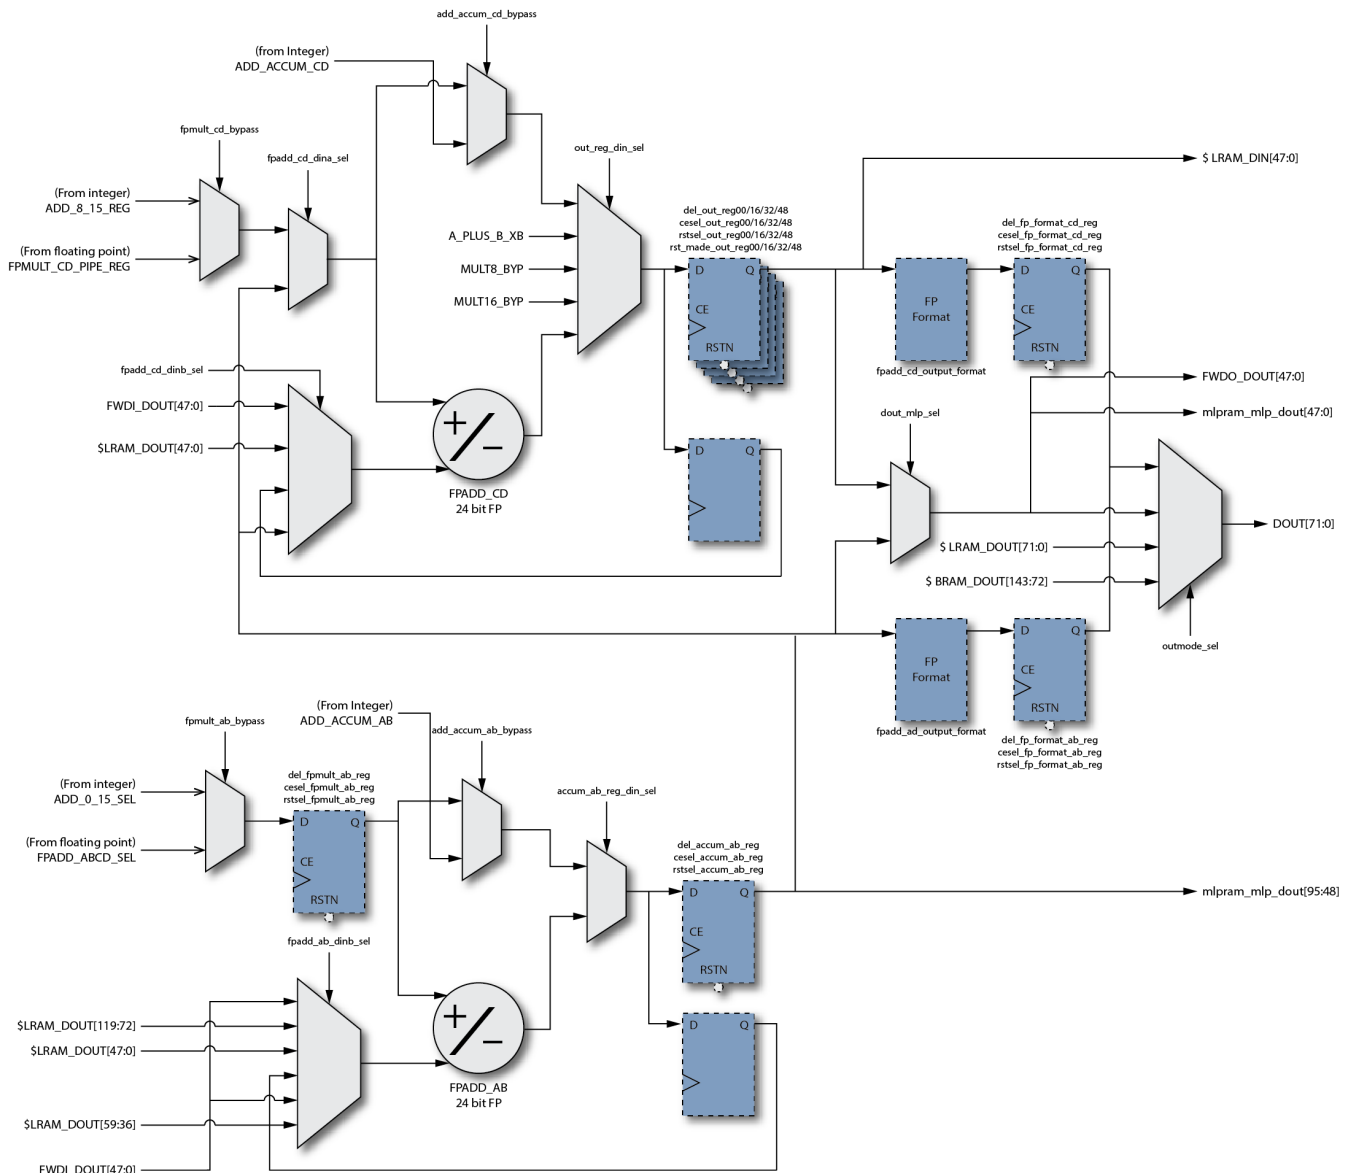 add_accum_cd_bypass
(from Integer)
ADD_ACCUM_CD
fpmult_cd_bypass
fpadd_cd_dina_sel
out_reg_din_sel
$ LRAM_DIN[47:0]
(From integer)
ADD_8_15_REG
(From floating point)
FPMULT_CD_PIPE_REG
A_PLUS_B_XB
MULT8_BYP
MULT16_BYP
del_out_reg00/16/32/48
cesel_out_reg00/16/32/48
rstsel_out_reg00/16/32/48
rst_made_out_reg00/16/32/48
D
Q
CE
RSTN
FP
Format
fpadd_cd_output_format
del_fp_format_cd_reg
cesel_fp_format_cd_reg
rstsel_fp_format_cd_reg
D
Q
CE
RSTN
fpadd_cd_dinb_sel
FWDI_DOUT[47:0]
$LRAM_DOUT[47:0]
FPADD_CD
24 bit FP
D
Q
dout_mlp_sel
FWDO_DOUT[47:0]
mlpram_mlp_dout[47:0]
DOUT[71:0]
$ LRAM_DOUT[71:0]
$ BRAM_DOUT[143:72]
outmode_sel
FP
Format
fpadd_ad_output_format
D
Q
CE
RSTN
del_fp_format_ab_reg
cesel_fp_format_ab_reg
rstsel_fp_format_ab_reg
(From Integer)
ADD_ACCUM_AB
fpmult_ab_bypass
add_accum_ab_bypass
(From integer)
ADD_0_15_SEL
(From floating point)
FPADD_ABCD_SEL
del_fpmult_ab_reg
cesel_fpmult_ab_reg
rstsel_fpmult_ab_reg
D
Q
CE
RSTN
accum_ab_reg_din_sel
del_accum_ab_reg
cesel_accum_ab_reg
rstsel_accum_ab_reg
D
Q
CE
RSTN
mlpram_mlp_dout[95:48]
fpadd_ab_dinb_sel
$LRAM_DOUT[119:72]
$LRAM_DOUT[47:0]
$LRAM_DOUT[59:36]
FWDI_DOUT[47:0]
FPADD_AB
24 bit FP
D
Q